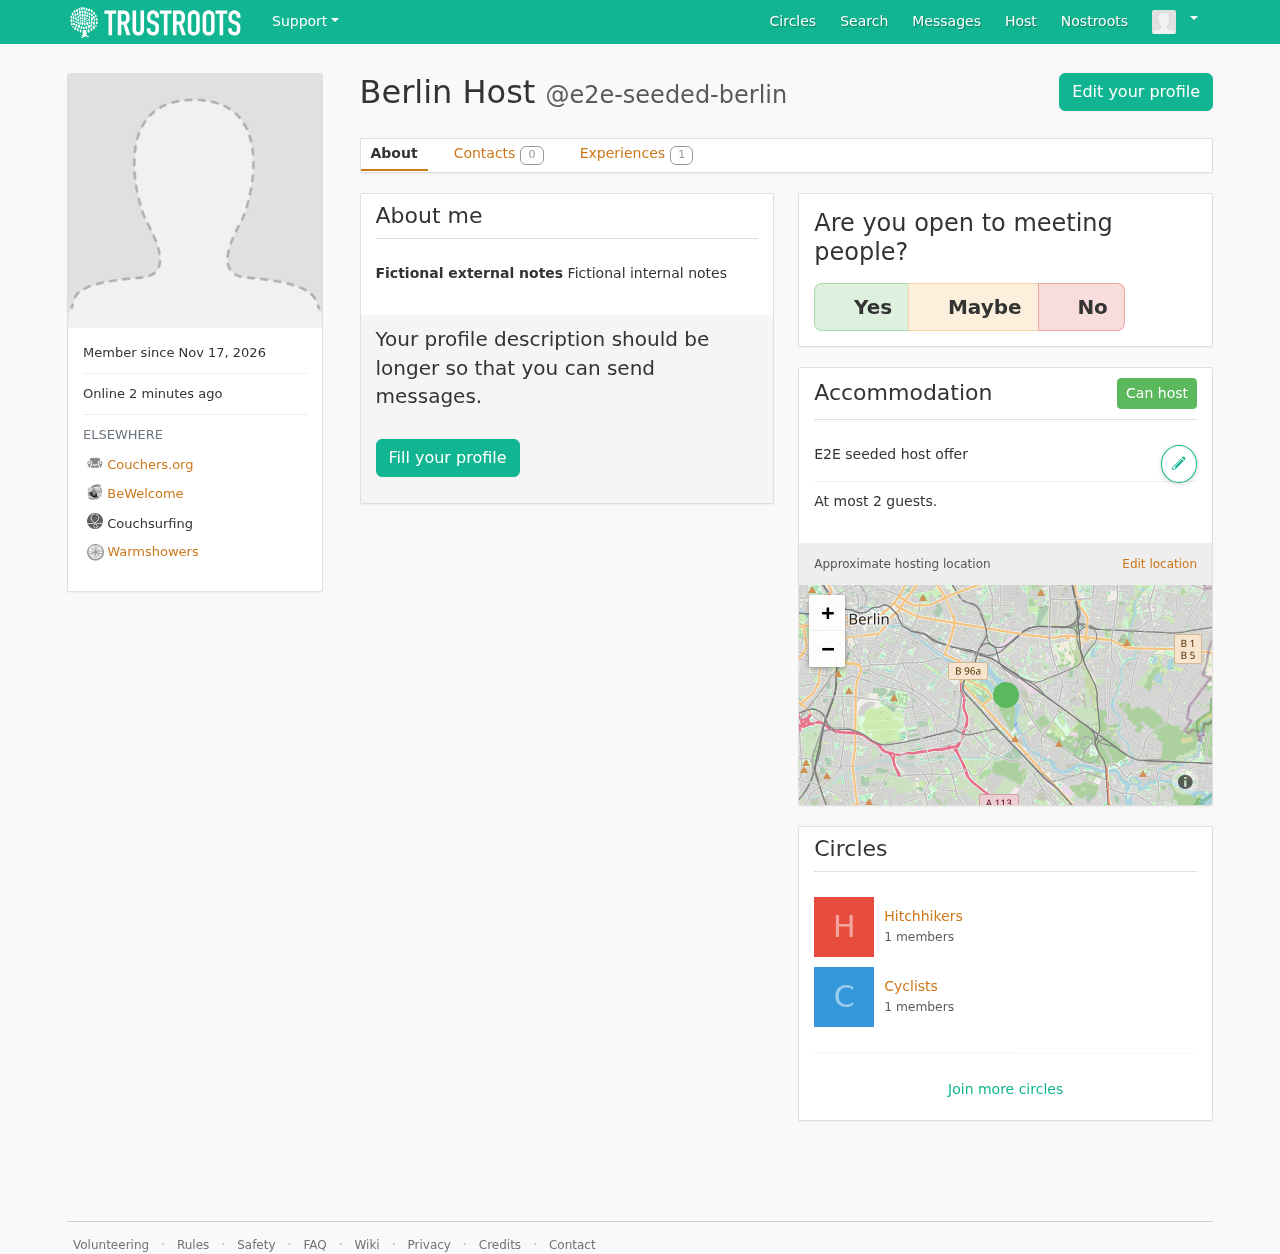 TRUSTROOTS
Support
Circles
Search
Messages
Host
Nostroots
Berlin Host @e2e-seeded-berlin
Edit your profile
About
Contacts 0
Experiences 1
Member since Nov 17, 2026
Online 2 minutes ago
ELSEWHERE
Couchers.org
BeWelcome
Couchsurfing
Warmshowers
About me
Fictional external notes Fictional internal notes
Your profile description should be
longer so that you can send
messages.
Fill your profile
Are you open to meeting
people?
Yes
Maybe
No
Accommodation
Can host
E2E seeded host offer
At most 2 guests.
Approximate hosting location
Edit location
+
−
Berlin
B 1
B 5
B 96a
A 113
i
Circles
H
Hitchhikers
1 members
C
Cyclists
1 members
Join more circles
Volunteering · Rules · Safety · FAQ · Wiki · Privacy · Credits · Contact